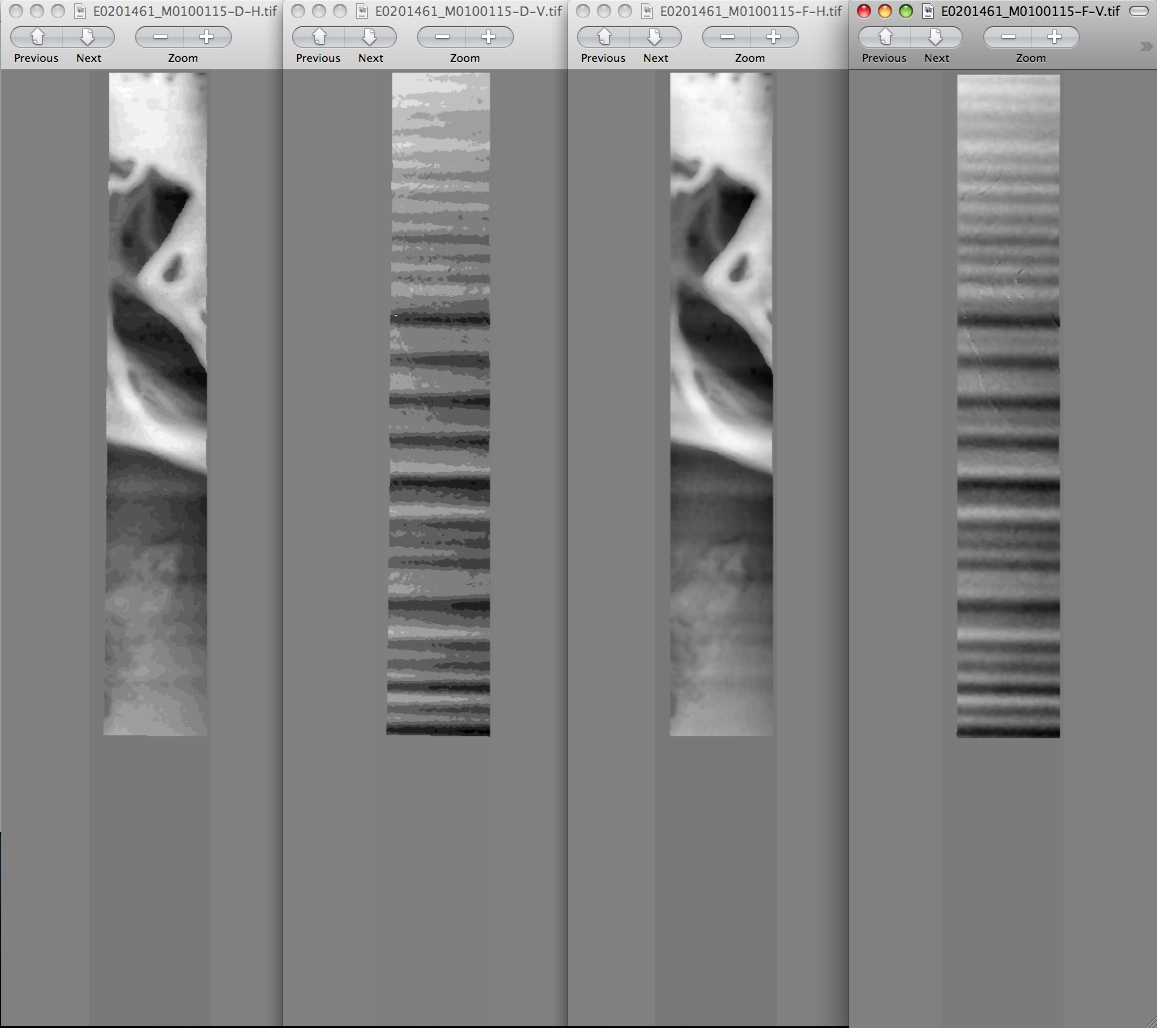 E0201461_M0100115-D-H.tif
Previous Next Zoom
E0201461_M0100115-D-V.tif
Previous Next Zoom
E0201461_M0100115-F-H.tif
Previous Next Zoom
E0201461_M0100115-F-V.tif
Previous Next Zoom